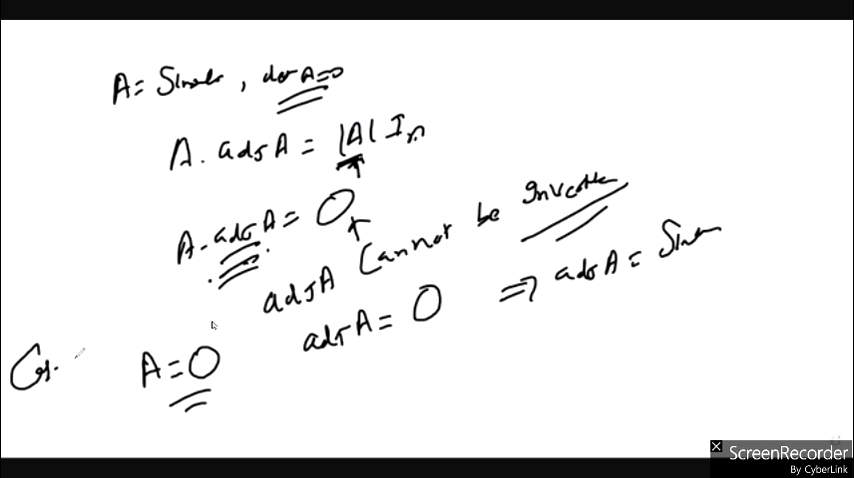 A = Singular, det A=0
A. adj A = |A| In
A. adj A = O
adj A Cannot be Invertible
adj A = O ⇒ adj A = Singular
A = O
ScreenRecorder
By CyberLink